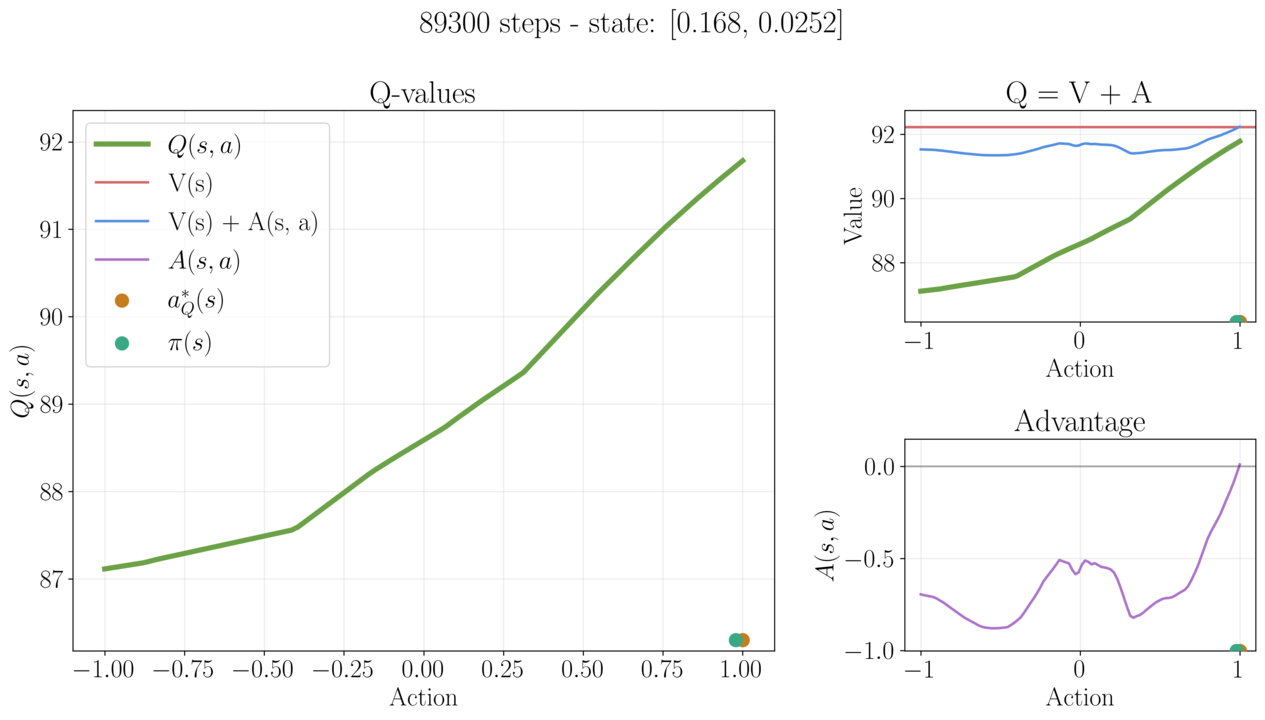 89300 steps - state: [0.168, 0.0252]
Q-values
Q(s, a)
92
91
90
89
88
87
−1.00 −0.75 −0.50 −0.25 0.00 0.25 0.50 0.75 1.00
Action
Q(s, a)
V(s)
V(s) + A(s, a)
A(s, a)
a*Q(s)
π(s)
Q = V + A
Value
92
90
88
−1 0 1
Action
Advantage
A(s, a)
0.0
−0.5
−1.0
−1 0 1
Action